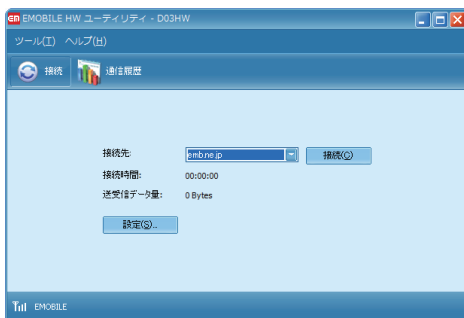 EMOBILE HW ユーティリティ - D03HW
ツール(T) ヘルプ(H)
接続 通信履歴
接続先: emb.ne.jp 接続(C)
接続時間: 00:00:00
送受信データ量: 0 Bytes
設定(S)...
EMOBILE